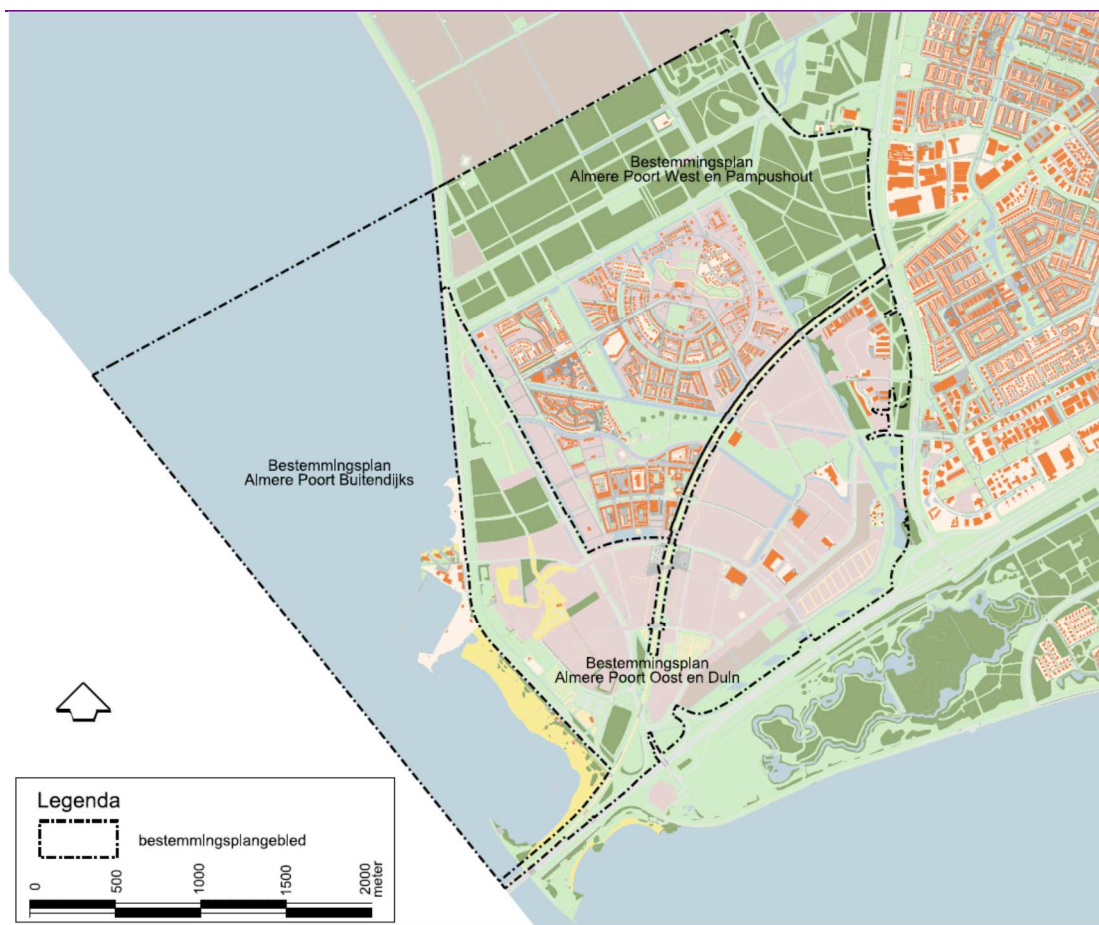 Bestemmingsplan
Almere Poort West en Pampushout
Bestemmingsplan
Almere Poort Buitendijks
Bestemmingsplan
Almere Poort Oost en Duin
Legenda
bestemmingsplangebied
0
500
1000
1500
2000
meter